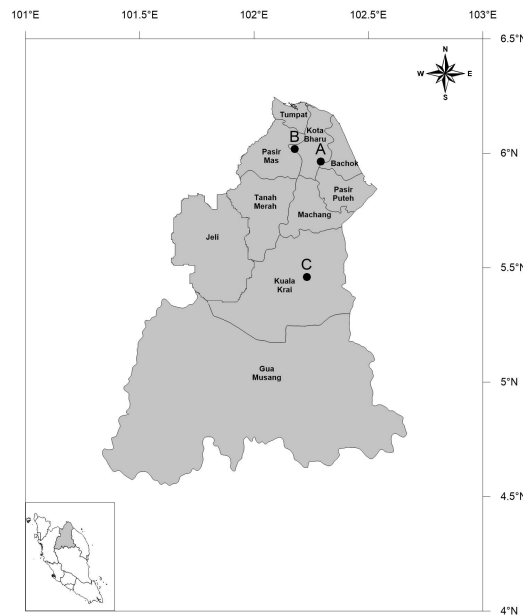 101°E 101.5°E 102°E 102.5°E 103°E
6.5°N
N
W E
S
Tumpat
Kota
Bharu
B
A
6°N
Pasir
Mas
Bachok
Pasir
Puteh
Tanah
Merah
Machang
Jeli
C
5.5°N
Kuala
Krai
Gua
Musang
5°N
4.5°N
4°N